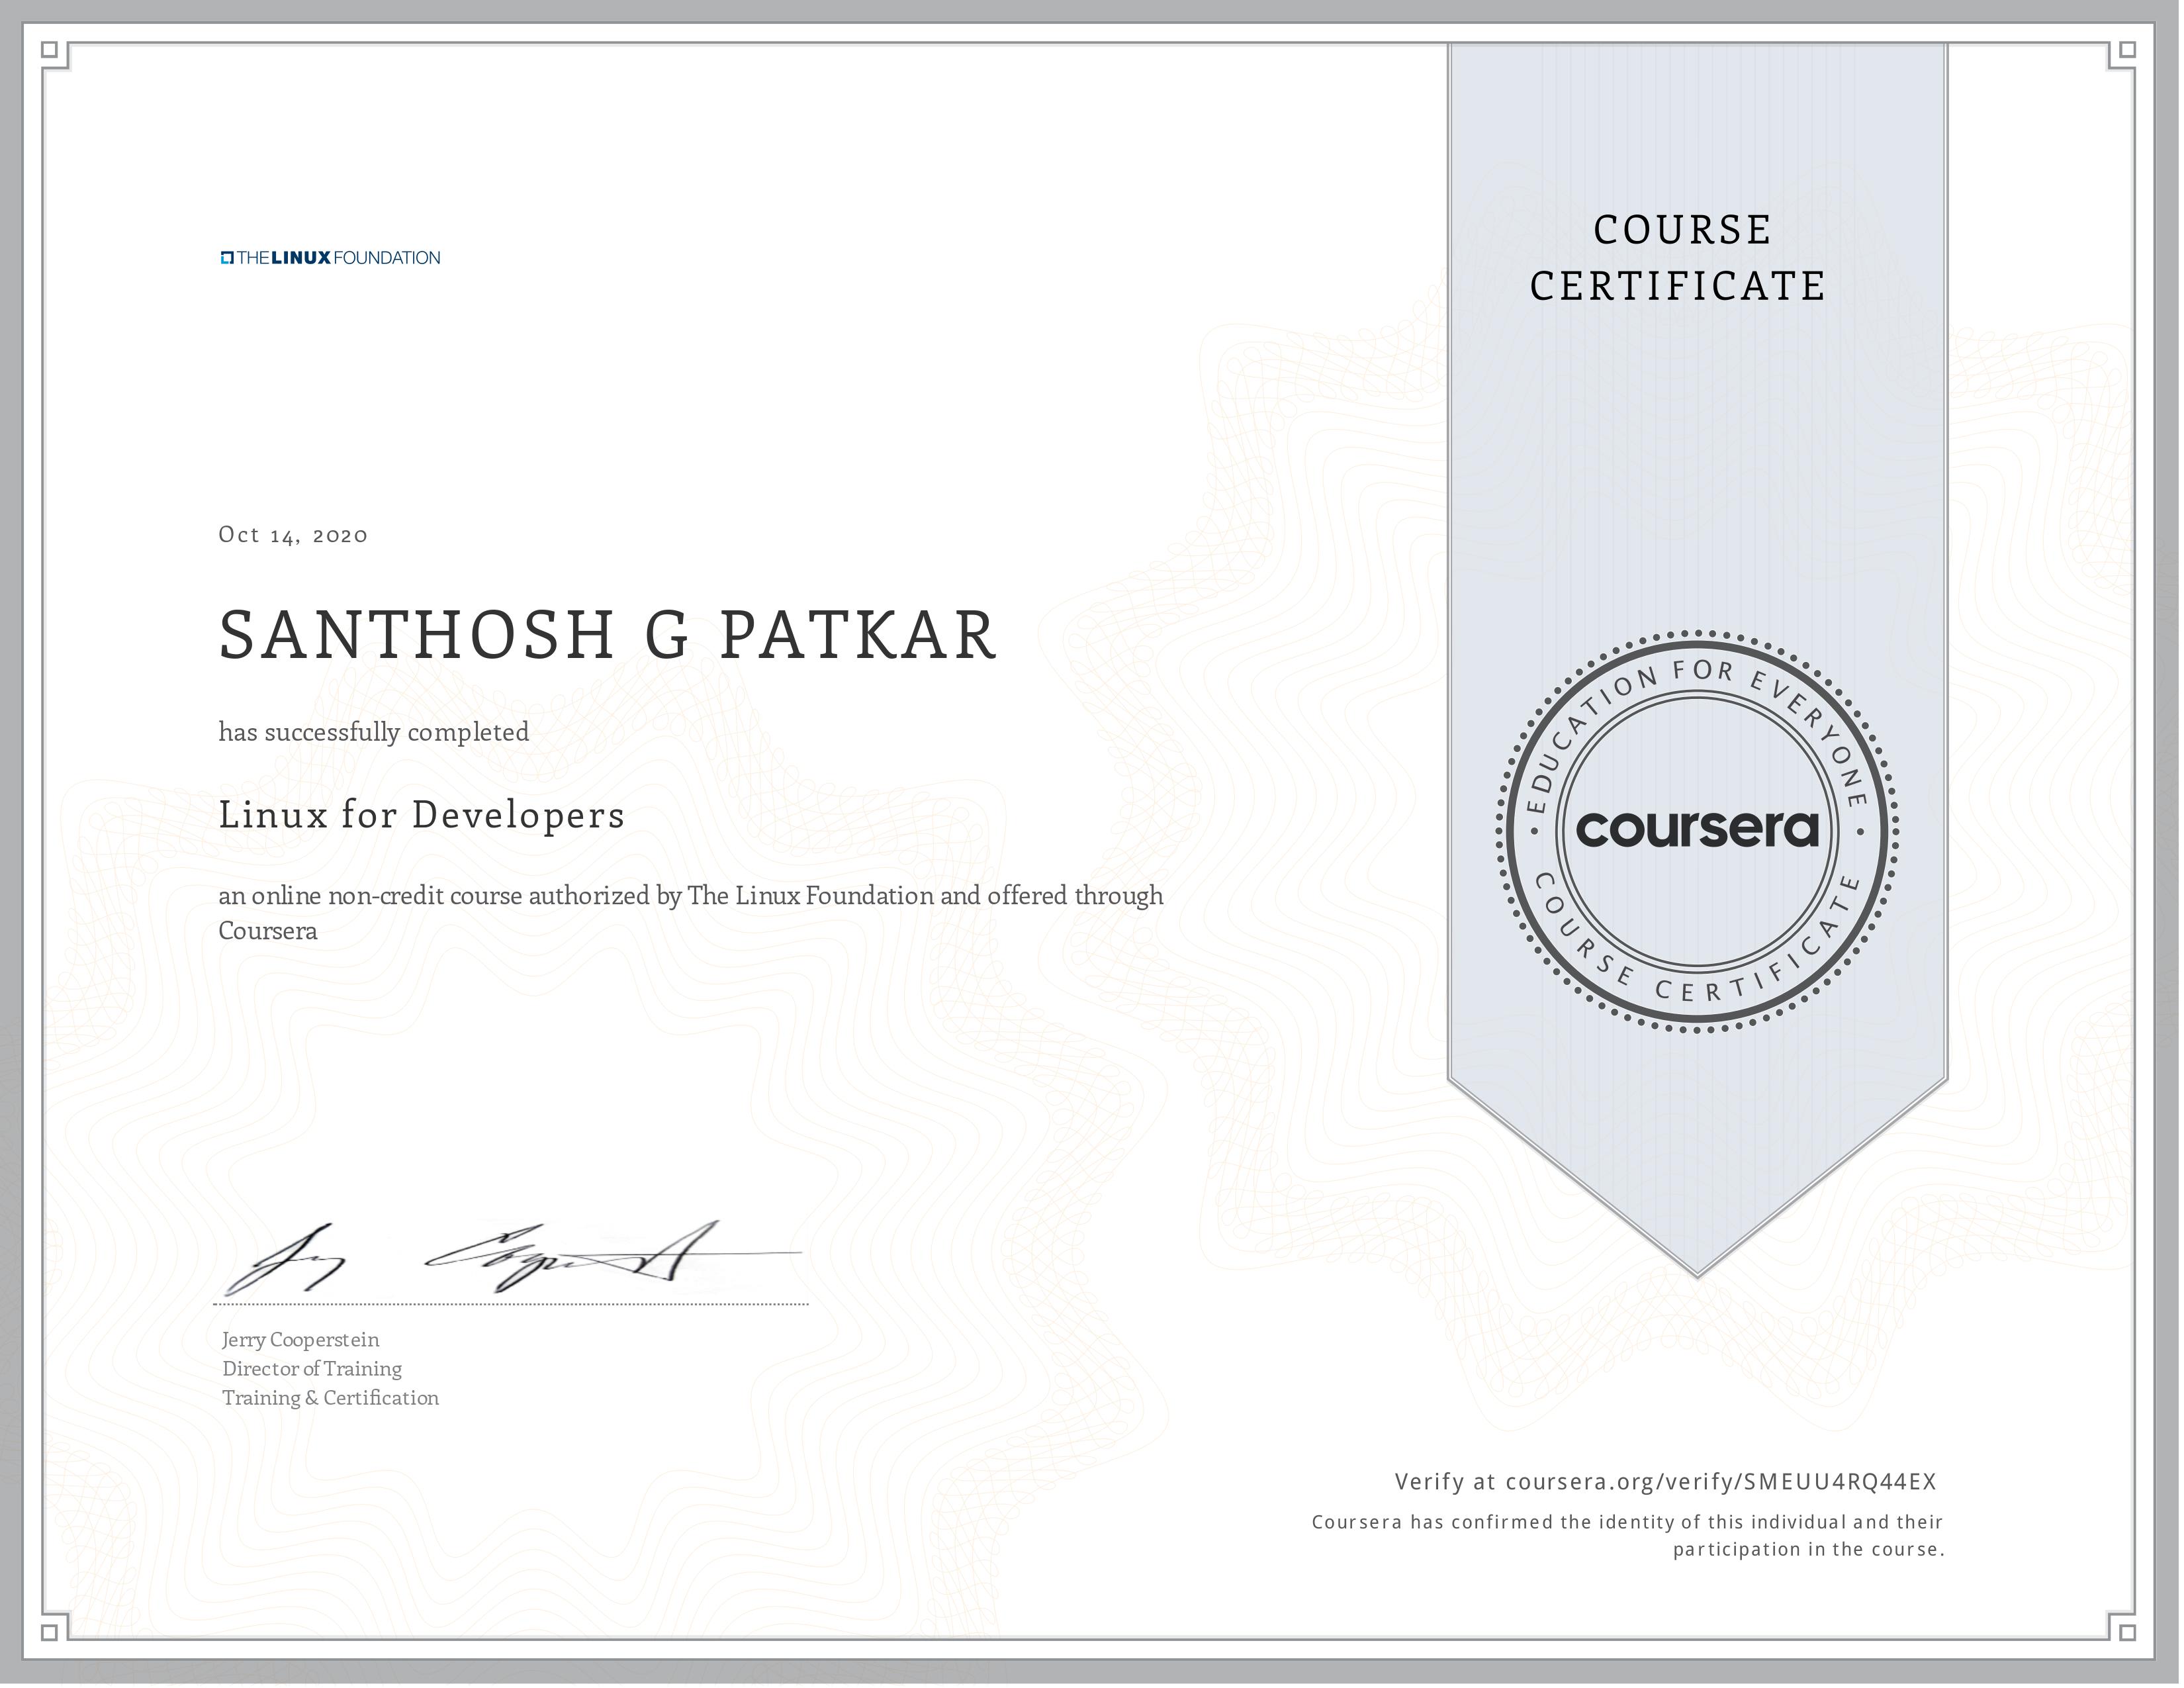 THE LINUX FOUNDATION
COURSE
CERTIFICATE
Oct 14, 2020
SANTHOSH G PATKAR
has successfully completed
Linux for Developers
an online non-credit course authorized by The Linux Foundation and offered through
Coursera
EDUCATION FOR EVERYONE
coursera
COURSE CERTIFICATE
Jerry Cooperstein
Director of Training
Training & Certification
Verify at coursera.org/verify/SMEUU4RQ44EX
Coursera has confirmed the identity of this individual and their
participation in the course.